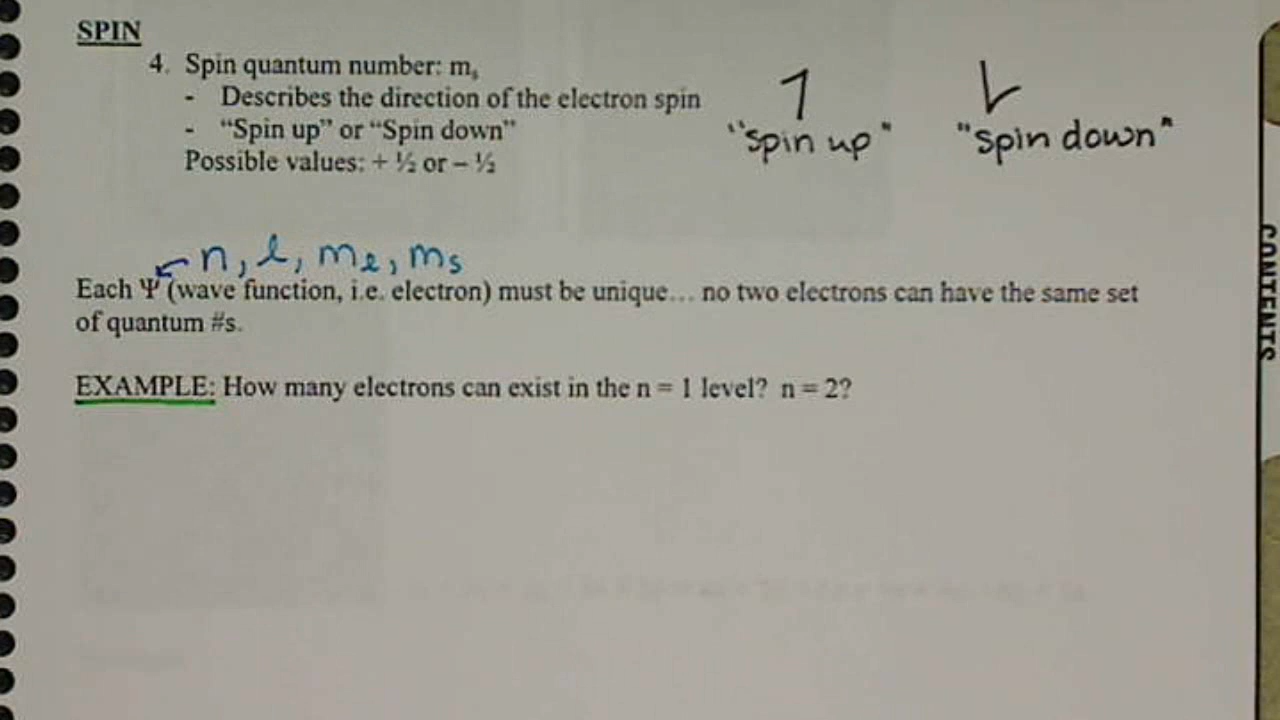 SPIN
4. Spin quantum number: mₛ
- Describes the direction of the electron spin
- “Spin up” or “Spin down”
Possible values: + ½ or – ½
↿ ⇂
"spin up" "spin down"
n, l, mₗ, mₛ
Each Ψ (wave function, i.e. electron) must be unique… no two electrons can have the same set
of quantum #s.
EXAMPLE: How many electrons can exist in the n = 1 level? n = 2?
CONTENTS